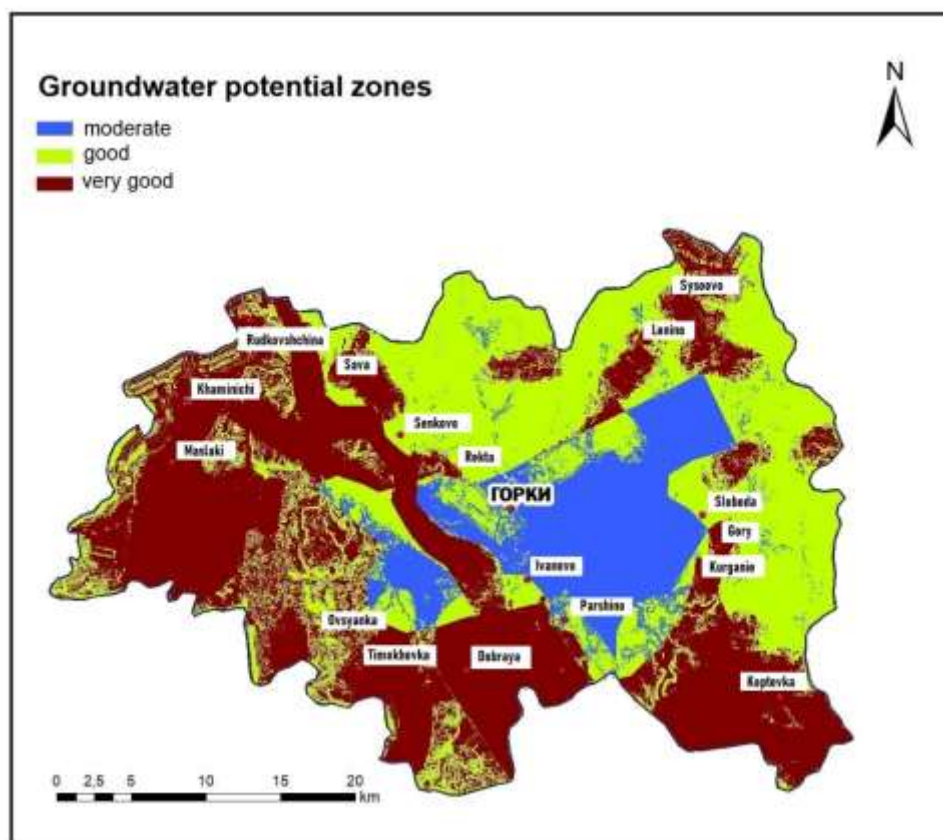 Groundwater potential zones
moderate
good
very good
N
Sysoevo
Lenino
Rudkovshchina
Sava
Khaminichi
Senkovo
Maslaki
Rekta
ГОРКИ
Sloboda
Gory
Ivanovo
Kurganie
Parshino
Ovsyanka
Timakhovka
Dobraya
Koptevka
0 2,5 5 10 15 20
km